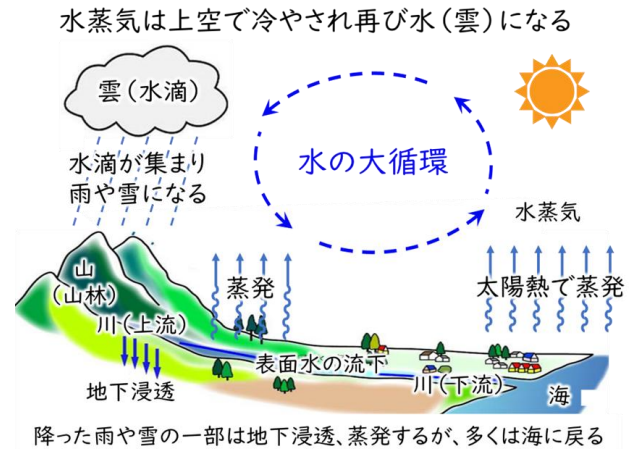 水蒸気は上空で冷やされ再び水（雲）になる
雲（水滴）
水滴が集まり
雨や雪になる
水の大循環
水蒸気
太陽熱で蒸発
蒸発
山
（山林）
川（上流）
地下浸透
表面水の流下
川（下流）
海
降った雨や雪の一部は地下浸透、蒸発するが、多くは海に戻る